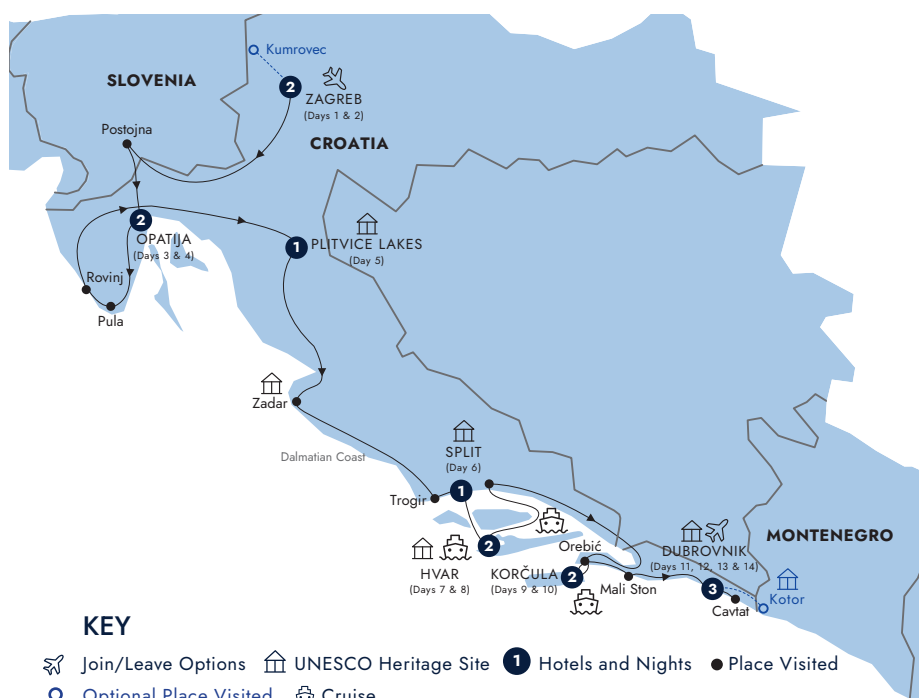 Kumrovec
SLOVENIA
2
ZAGREB
(Days 1 & 2)
Postojna
CROATIA
2
OPATIJA
(Days 3 & 4)
1
PLITVICE LAKES
(Day 5)
Rovinj
Pula
Zadar
Dalmatian Coast
SPLIT
(Day 6)
1
Trogir
2
HVAR
(Days 7 & 8)
Orebić
KORČULA
(Days 9 & 10)
2
Mali Ston
DUBROVNIK
(Days 11, 12, 13 & 14)
3
Cavtat
MONTENEGRO
Kotor
KEY
Join/Leave Options
UNESCO Heritage Site
1
Hotels and Nights
Place Visited
Optional Place Visited
Cruise